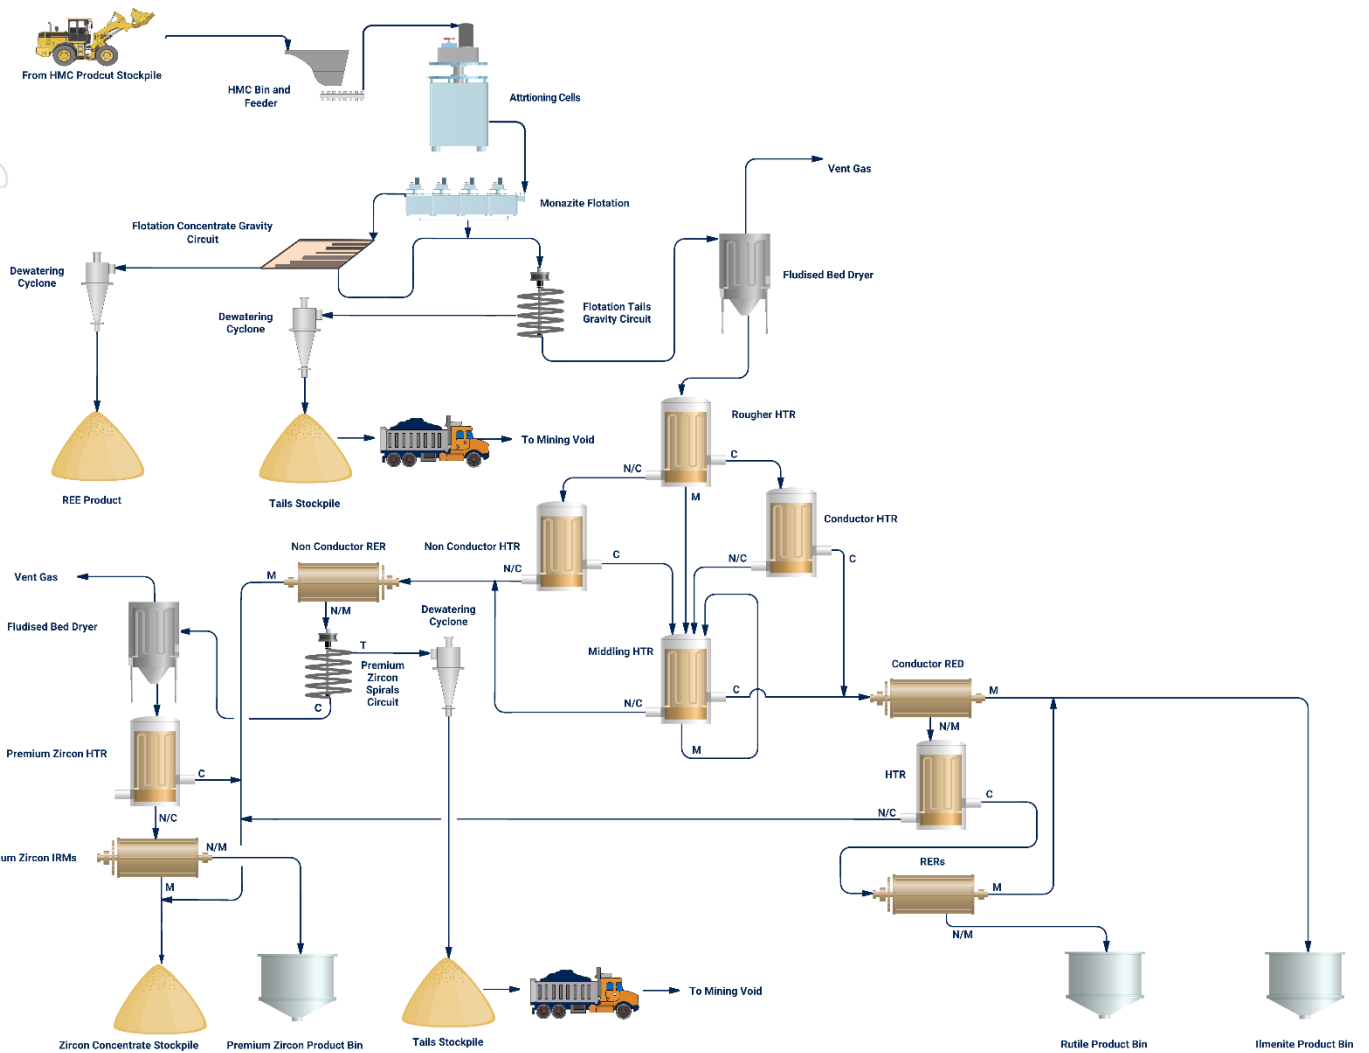 From HMC Prodcut Stockpile
HMC Bin and
Feeder
Attrtioning Cells
Vent Gas
Monazite Flotation
Flotation Concentrate Gravity
Circuit
Dewatering
Cyclone
Fludised Bed Dryer
Flotation Tails
Gravity Circuit
Dewatering
Cyclone
Rougher HTR
To Mining Void
C
N/C
M
REE Product
Tails Stockpile
Conductor HTR
Non Conductor RER
Non Conductor HTR
C
N/C
C
N/C
M
Vent Gas
N/M
Dewatering
Cyclone
Fludised Bed Dryer
T
Premium
Zircon
Spirals
Circuit
C
Middling HTR
Conductor RED
C
M
N/C
N/M
M
Premium Zircon HTR
C
HTR
C
N/C
N/C
um Zircon IRMs
N/M
RERs
M
M
N/M
To Mining Void
Zircon Concentrate Stockpile
Premium Zircon Product Bin
Tails Stockpile
Rutile Product Bin
Ilmenite Product Bin